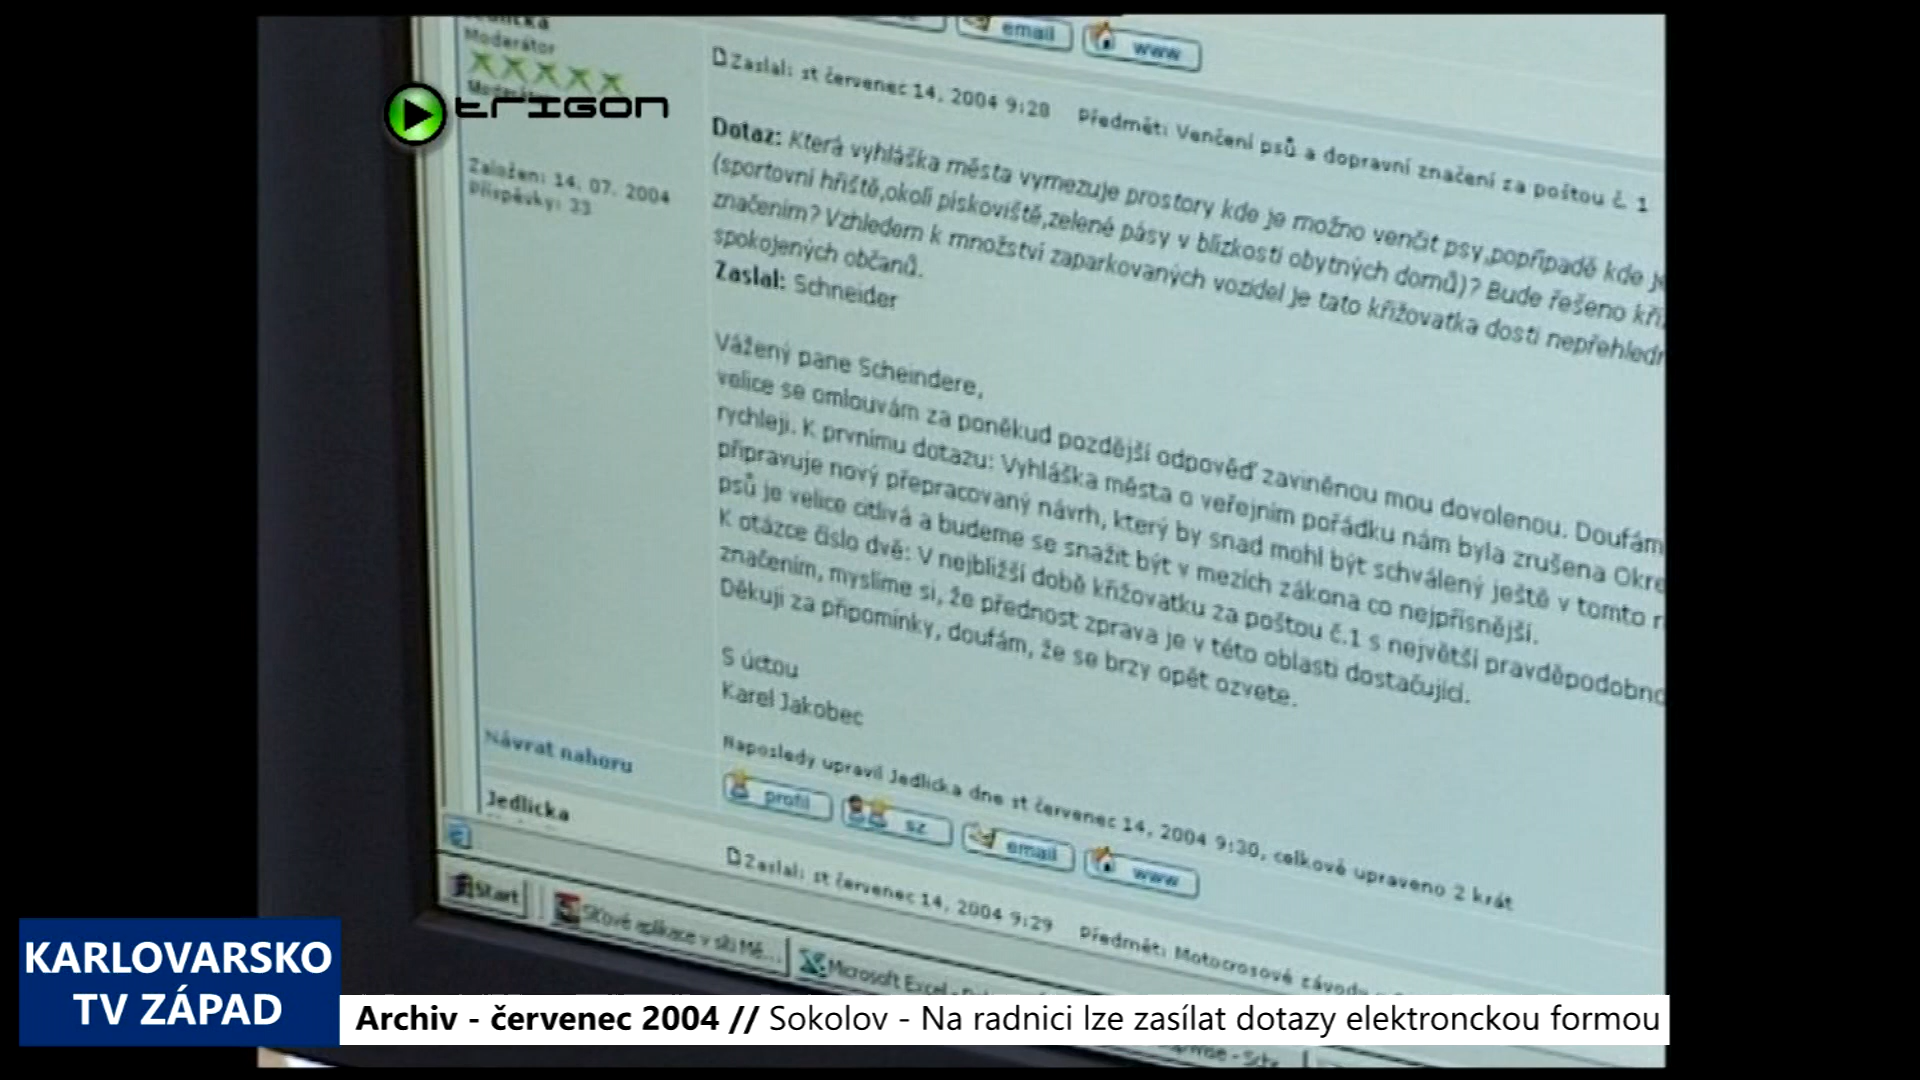 Jedlicka
Moderátor
email
www
trigon
Založen: 14. 07. 2004
Příspěvky: 33
Zaslal: st červenec 14, 2004 9:28 Předmět: Venčení psů a dopravní značení za poštou č. 1
Dotaz: Která vyhláška města vymezuje prostory kde je možno venčit psy,popřípadě kde je
(sportovní hřiště,okolí pískoviště,zelené pásy v blízkosti obytných domů)? Bude řešeno
značením? Vzhledem k množství zaparkovaných vozidel je tato křižovatka dosti
spokojených občanů.
Zaslal: Schneider
Vážený pane Scheindere,
velice se omlouvám za poněkud pozdější odpověď zaviněnou mou dovolenou. Doufám
rychleji. K prvnímu dotazu: Vyhláška města o veřejném pořádku nám byla zrušena
připravuje nový přepracovaný návrh, který by snad mohl být schválený ještě v tomto
psů je velice citlivá a budeme se snažit být v mezích zákona co nejpřísnější.
K otázce číslo dvě: V nejbližší době křižovatku za poštou č.1 s největší
značením, myslíme si, že přednost zprava je v této oblasti dostačující.
Děkuji za připomínky, doufám, že se brzy opět ozvete.
S úctou
Karel Jakobec
Naposledy upravil Jedlicka dne st červenec 14, 2004 9:30, celkově upraveno 2 krát
Návrat nahoru
profil sz email www
Jedlicka
Zaslal: st červenec 14, 2004 9:29 Předmět: Motocrosové závody
Start
Síťové aplikace v síti Mě...
Microsoft Excel
KARLOVARSKO
TV ZÁPAD
Archiv - červenec 2004 // Sokolov - Na radnici lze zasílat dotazy elektronckou formou